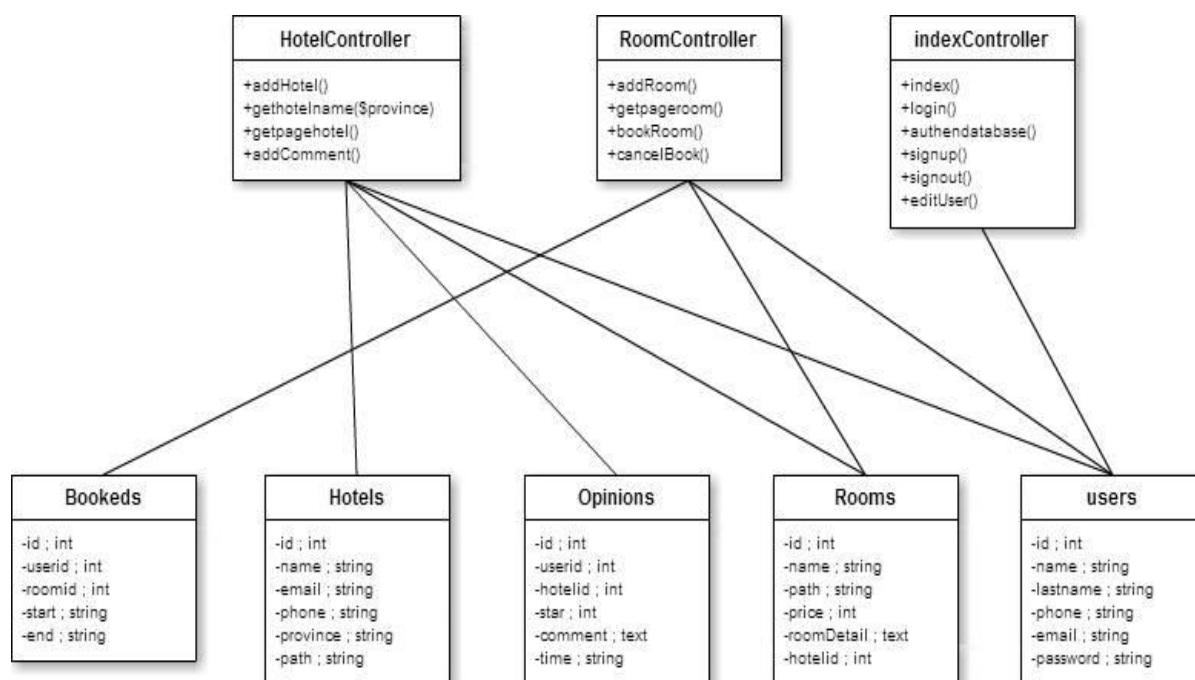 HotelController
+addHotel()
+gethotelname($province)
+getpagehotel()
+addComment()
RoomController
+addRoom()
+getpageroom()
+bookRoom()
+cancelBook()
indexController
+index()
+login()
+authendatabase()
+signup()
+signout()
+editUser()
Bookeds
-id ; int
-userid ; int
-roomid ; int
-start ; string
-end ; string
Hotels
-id ; int
-name ; string
-email ; string
-phone ; string
-province ; string
-path ; string
Opinions
-id ; int
-userid ; int
-hotelid ; int
-star ; int
-comment ; text
-time ; string
Rooms
-id ; int
-name ; string
-path ; string
-price ; int
-roomDetail ; text
-hotelid ; int
users
-id ; int
-name ; string
-lastname ; string
-phone ; string
-email ; string
-password ; string